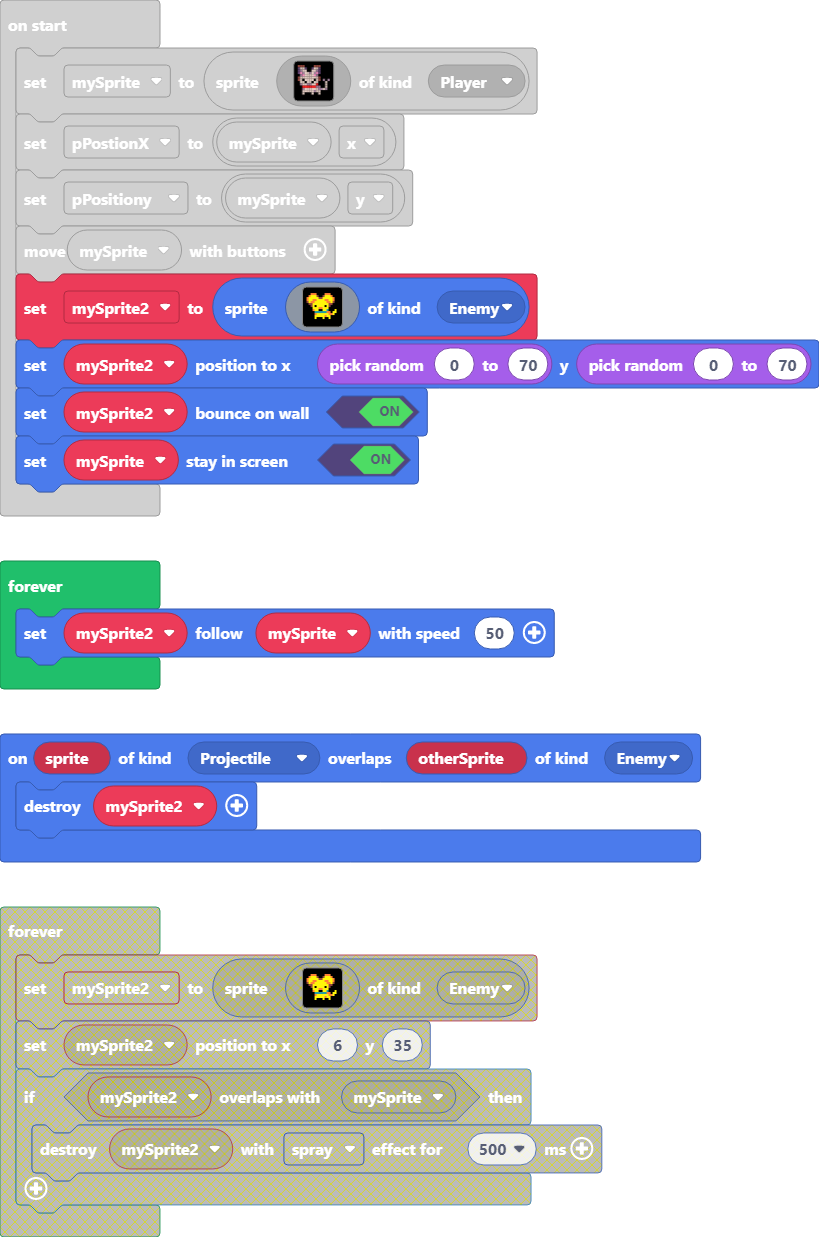 on start
set mySprite to sprite of kind Player
set pPostionX to mySprite x
set pPositiony to mySprite y
move mySprite with buttons
set mySprite2 to sprite of kind Enemy
set mySprite2 position to x pick random 0 to 70 y pick random 0 to 70
set mySprite2 bounce on wall ON
set mySprite stay in screen ON
forever
set mySprite2 follow mySprite with speed 50
on sprite of kind Projectile overlaps otherSprite of kind Enemy
destroy mySprite2
forever
set mySprite2 to sprite of kind Enemy
set mySprite2 position to x 6 y 35
if mySprite2 overlaps with mySprite then
destroy mySprite2 with spray effect for 500 ms